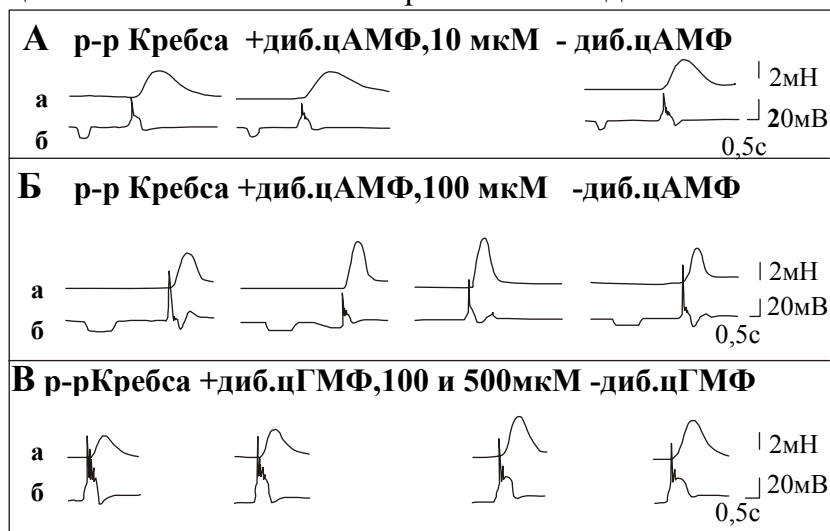 А р-р Кребса +диб.цАМФ,10 мкМ - диб.цАМФ
а
2мН
б
20мВ
0,5с
Б р-р Кребса +диб.цАМФ,100 мкМ -диб.цАМФ
а
2мН
б
20мВ
0,5с
В р-рКребса +диб.цГМФ,100 и 500мкМ -диб.цГМФ
а
2мН
б
20мВ
0,5с